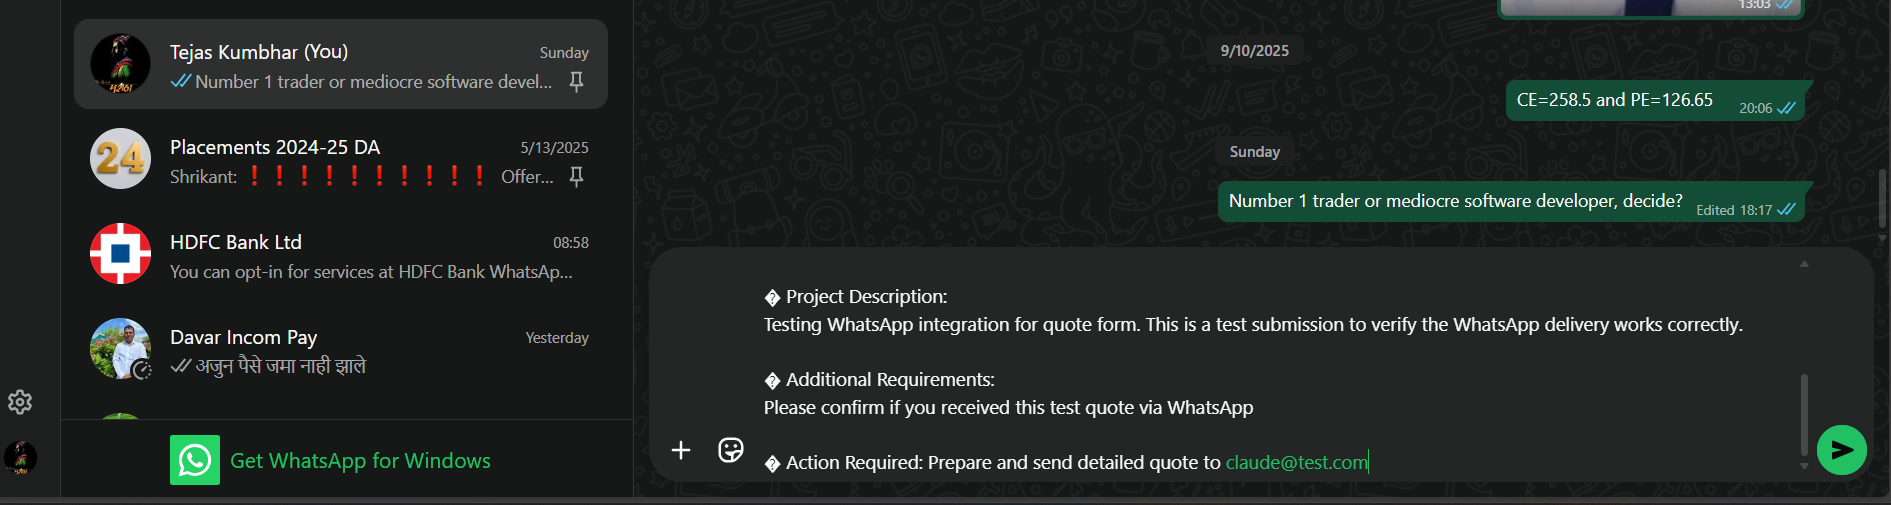 Tejas Kumbhar (You)
Sunday
Number 1 trader or mediocre software devel...
24
Placements 2024-25 DA
5/13/2025
Shrikant: ❗❗❗❗❗❗❗❗❗❗ Offer...
HDFC Bank Ltd
08:58
You can opt-in for services at HDFC Bank WhatsAp...
Davar Incom Pay
Yesterday
अजुन पैसे जमा नाही झाले
Get WhatsApp for Windows
13:03
9/10/2025
CE=258.5 and PE=126.65
20:06
Sunday
Number 1 trader or mediocre software developer, decide?
Edited 18:17
� Project Description:
Testing WhatsApp integration for quote form. This is a test submission to verify the WhatsApp delivery works correctly.
� Additional Requirements:
Please confirm if you received this test quote via WhatsApp
� Action Required: Prepare and send detailed quote to claude@test.com